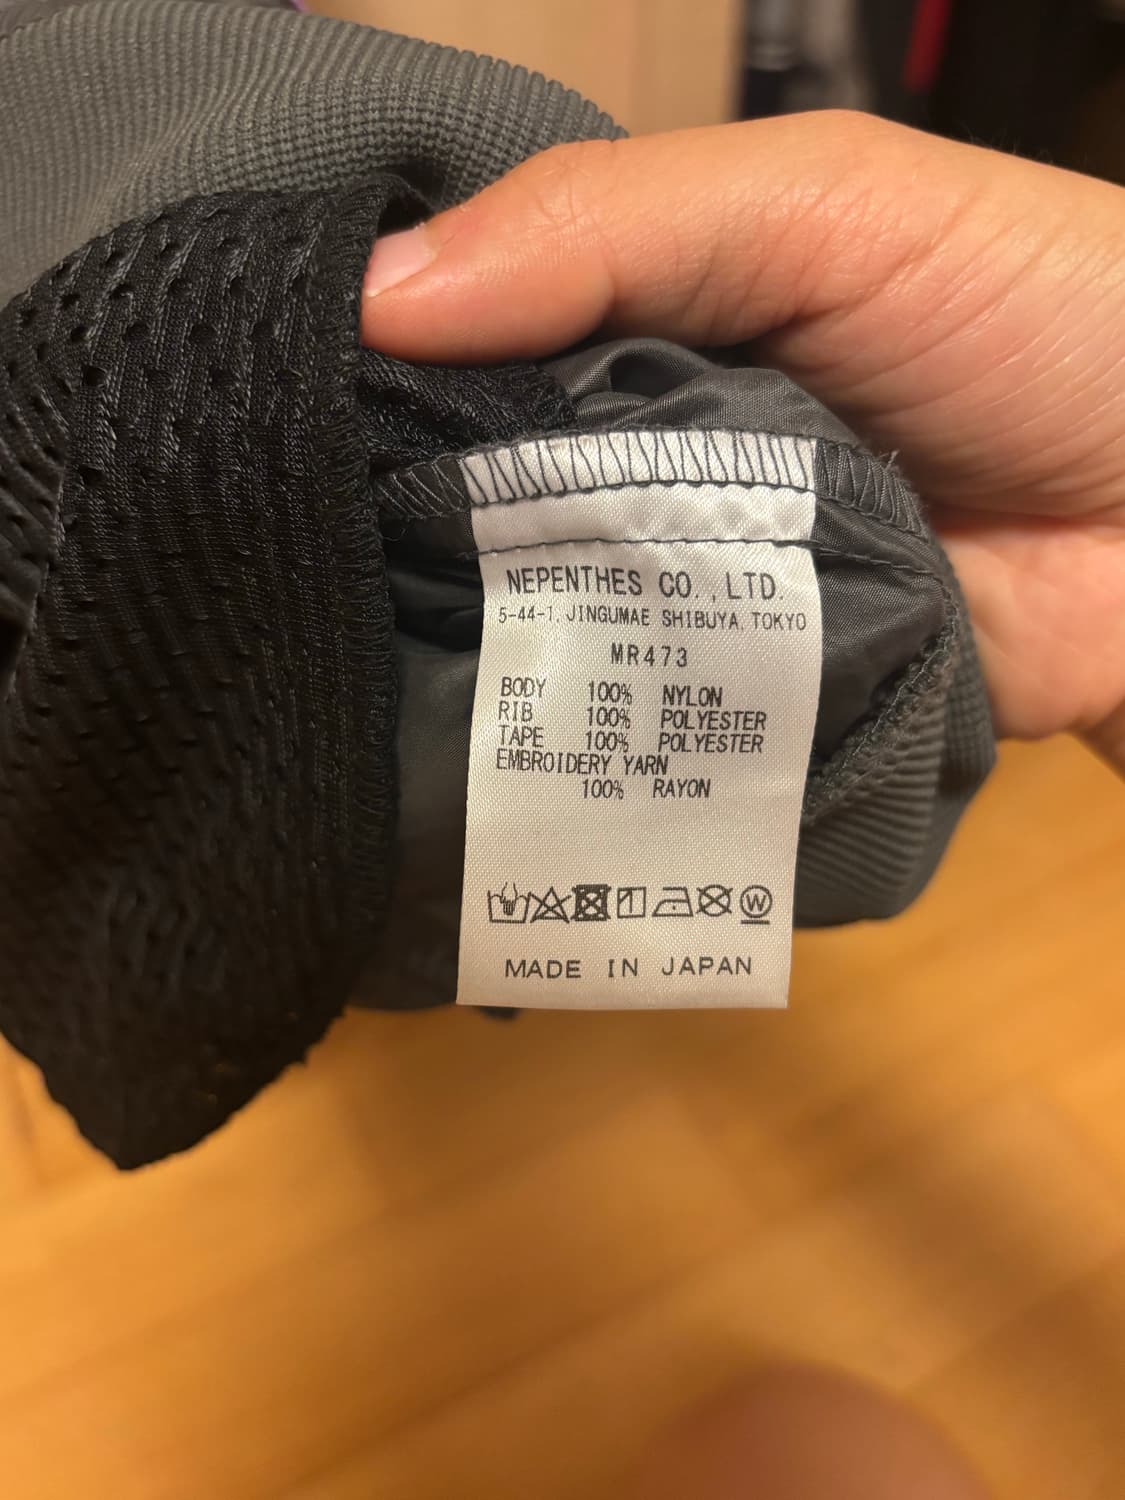 NEPENTHES CO.,LTD.
5-44-1, JINGUMAE SHIBUYA, TOKYO
MR473
BODY 100% NYLON
RIB 100% POLYESTER
TAPE 100% POLYESTER
EMBROIDERY YARN
100% RAYON
W
MADE IN JAPAN